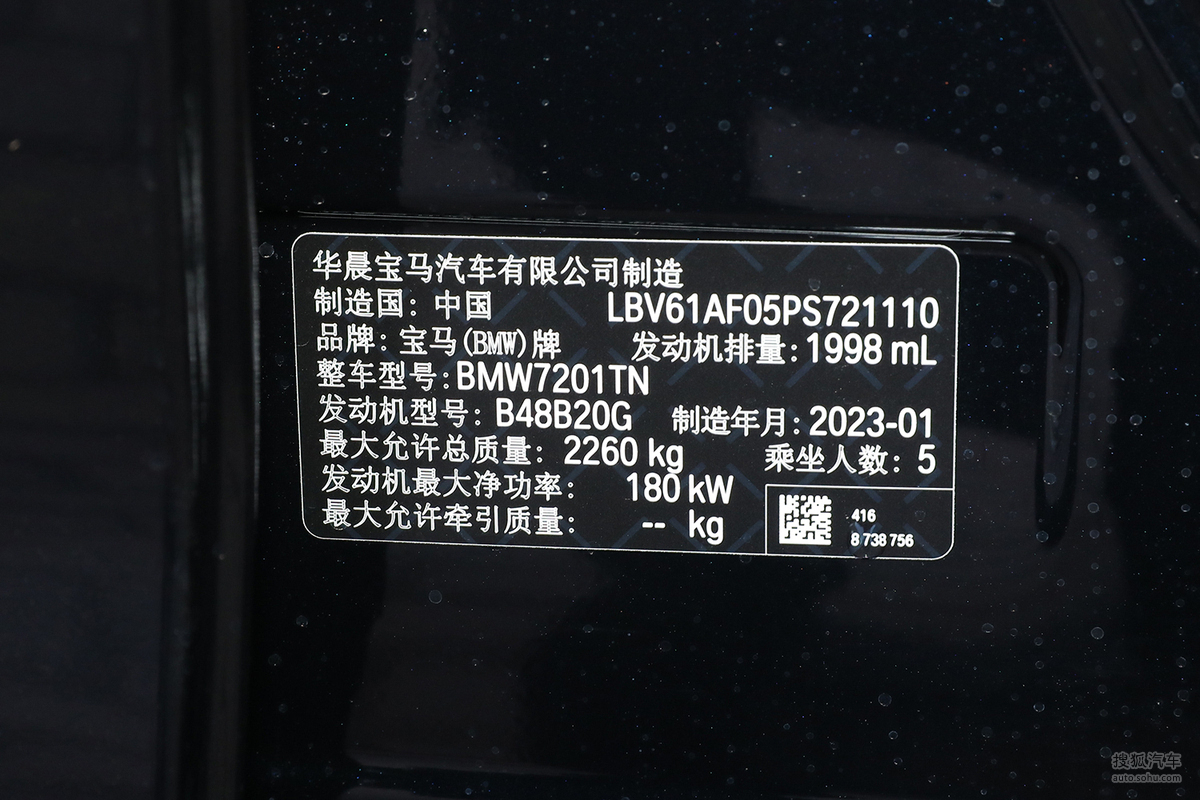 华晨宝马汽车有限公司制造
制造国：中国 LBV61AF05PS721110
品牌：宝马(BMW)牌 发动机排量：1998 mL
整车型号：BMW7201TN
发动机型号：B48B20G 制造年月：2023-01
最大允许总质量：2260 kg 乘坐人数：5
发动机最大净功率：180 kW
最大允许牵引质量：-- kg
416
8 738 756
搜狐汽车
auto.sohu.com